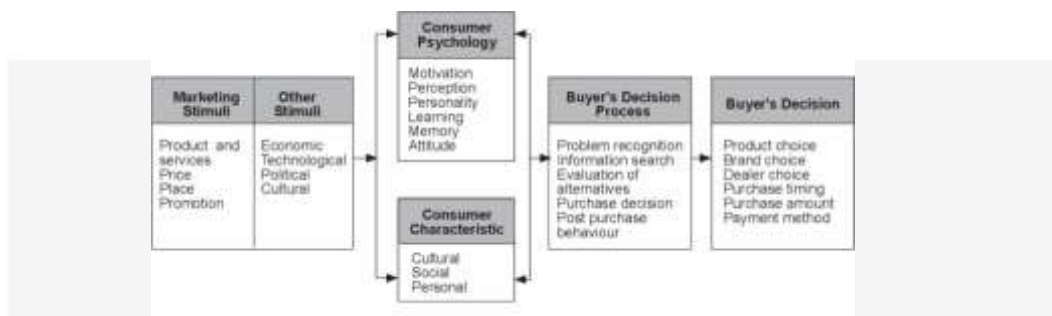 Marketing
Stimuli
Product and
services
Price
Place
Promotion
Other
Stimuli
Economic
Technological
Political
Cultural
Consumer
Psychology
Motivation
Perception
Personality
Learning
Memory
Attitude
Consumer
Characteristic
Cultural
Social
Personal
Buyer's Decision
Process
Problem recognition
Information search
Evaluation of
alternatives
Purchase decision
Post purchase
behaviour
Buyer's Decision
Product choice
Brand choice
Dealer choice
Purchase timing
Purchase amount
Payment method